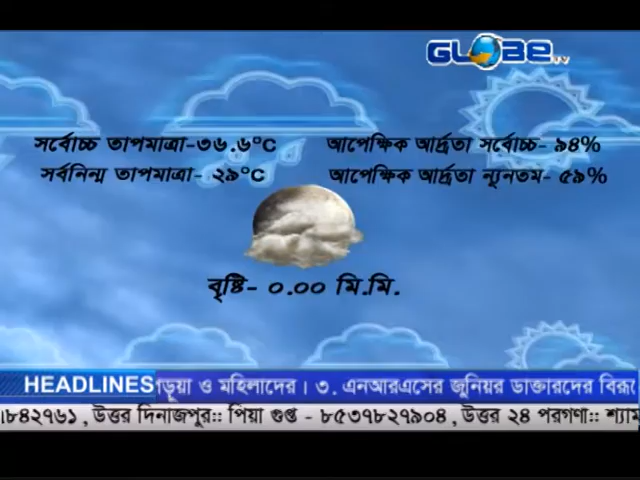 GLOBE TV
সর্বোচ্চ তাপমাত্রা-৩৬.৬°C
আপেক্ষিক আর্দ্রতা সর্বোচ্চ- ৯৪%
সর্বনিন্ম তাপমাত্রা- ২৯°C
আপেক্ষিক আর্দ্রতা ন্যূনতম- ৫৯%
বৃষ্টি- ০.০০ মি.মি.
HEADLINES ও মহিলাদের। ৩. এনআরএসের জুনিয়র ডাক্তারদের
৮৪২৭৬১, উত্তর দিনাজপুর:: পিয়া গুপ্ত - ৮৫৩৭৮২৭৯০৪, উত্তর ২৪ পরগণা::